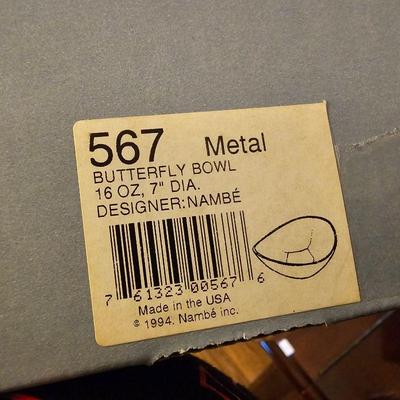 567 Metal
BUTTERFLY BOWL
16 OZ, 7" DIA.
DESIGNER:NAMBÉ
7 61323 00567 6
Made in the USA
© 1994. Nambé inc.